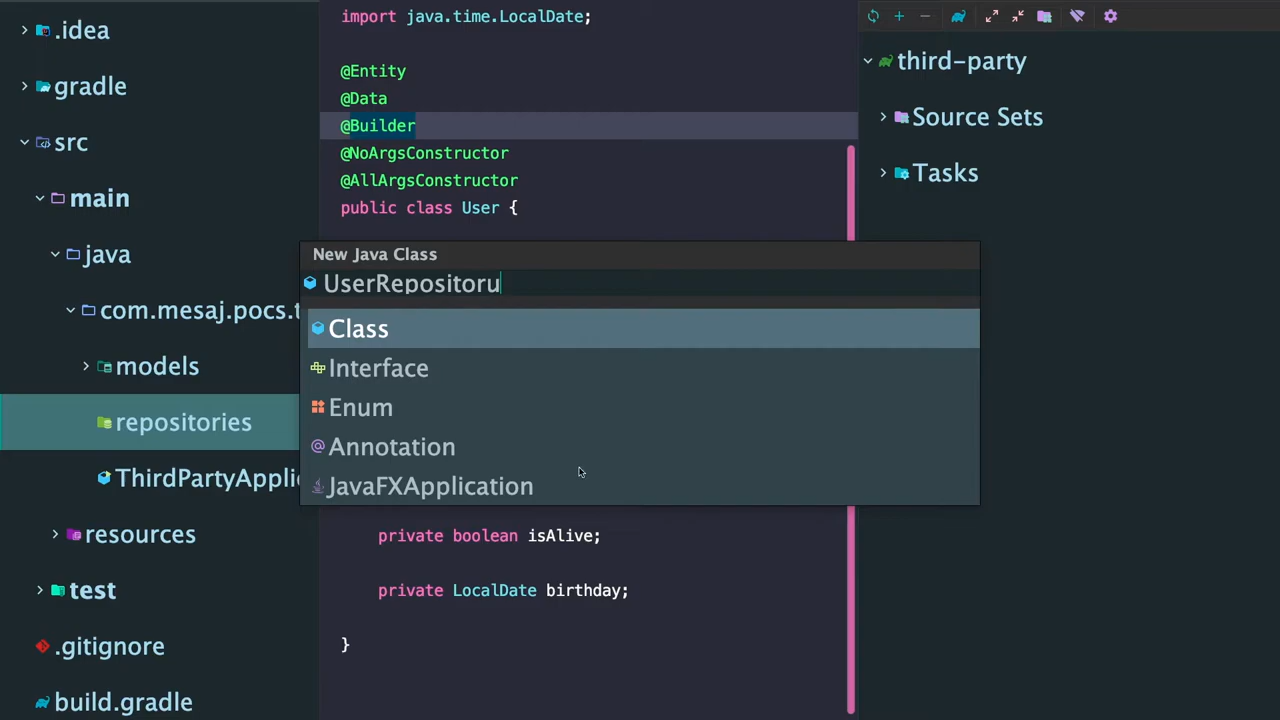 .idea
gradle
src
main
java
com.mesaj.pocs.t
models
repositories
ThirdPartyAppli
resources
test
.gitignore
build.gradle
import java.time.LocalDate;
@Entity
@Data
@Builder
@NoArgsConstructor
@AllArgsConstructor
public class User {
New Java Class
UserRepositoru
Class
Interface
Enum
Annotation
JavaFXApplication
private boolean isAlive;
private LocalDate birthday;
}
third-party
Source Sets
Tasks